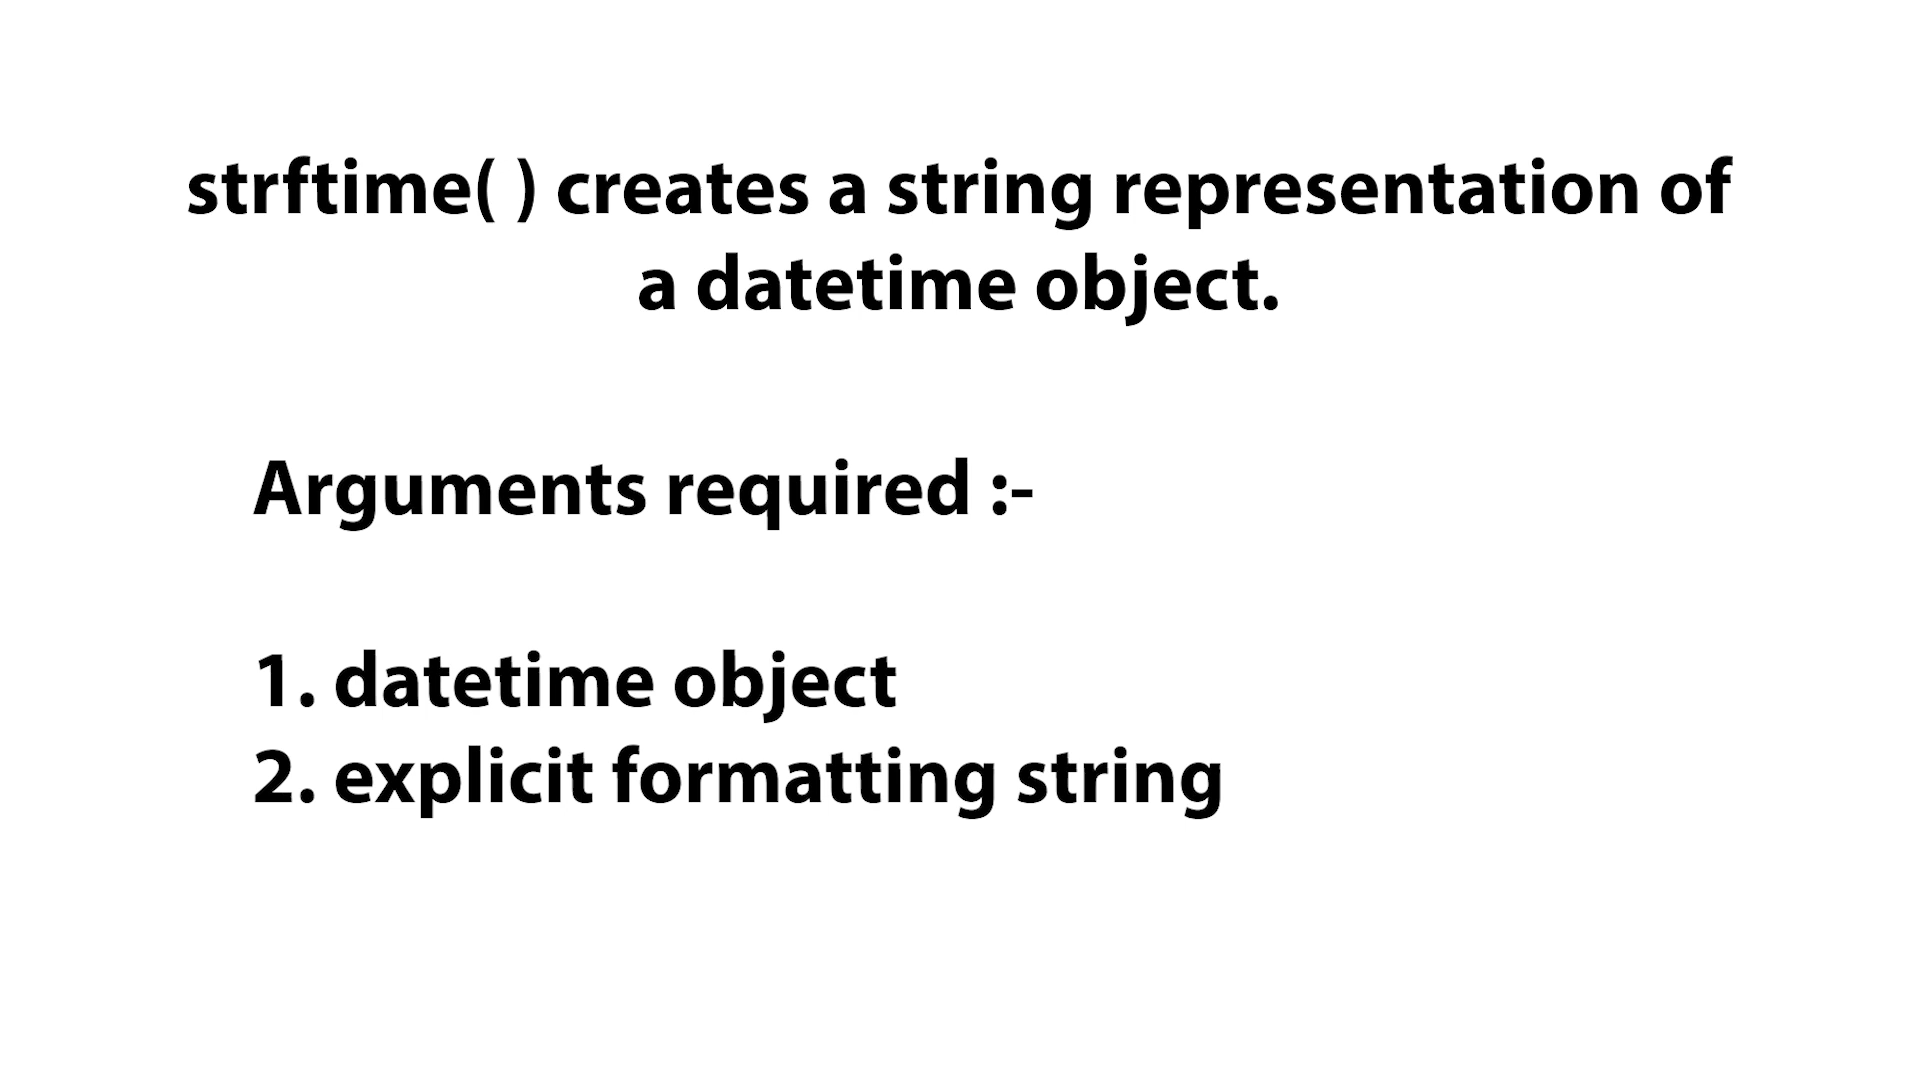 strftime( ) creates a string representation of
a datetime object.
Arguments required :-
1. datetime object
2. explicit formatting string